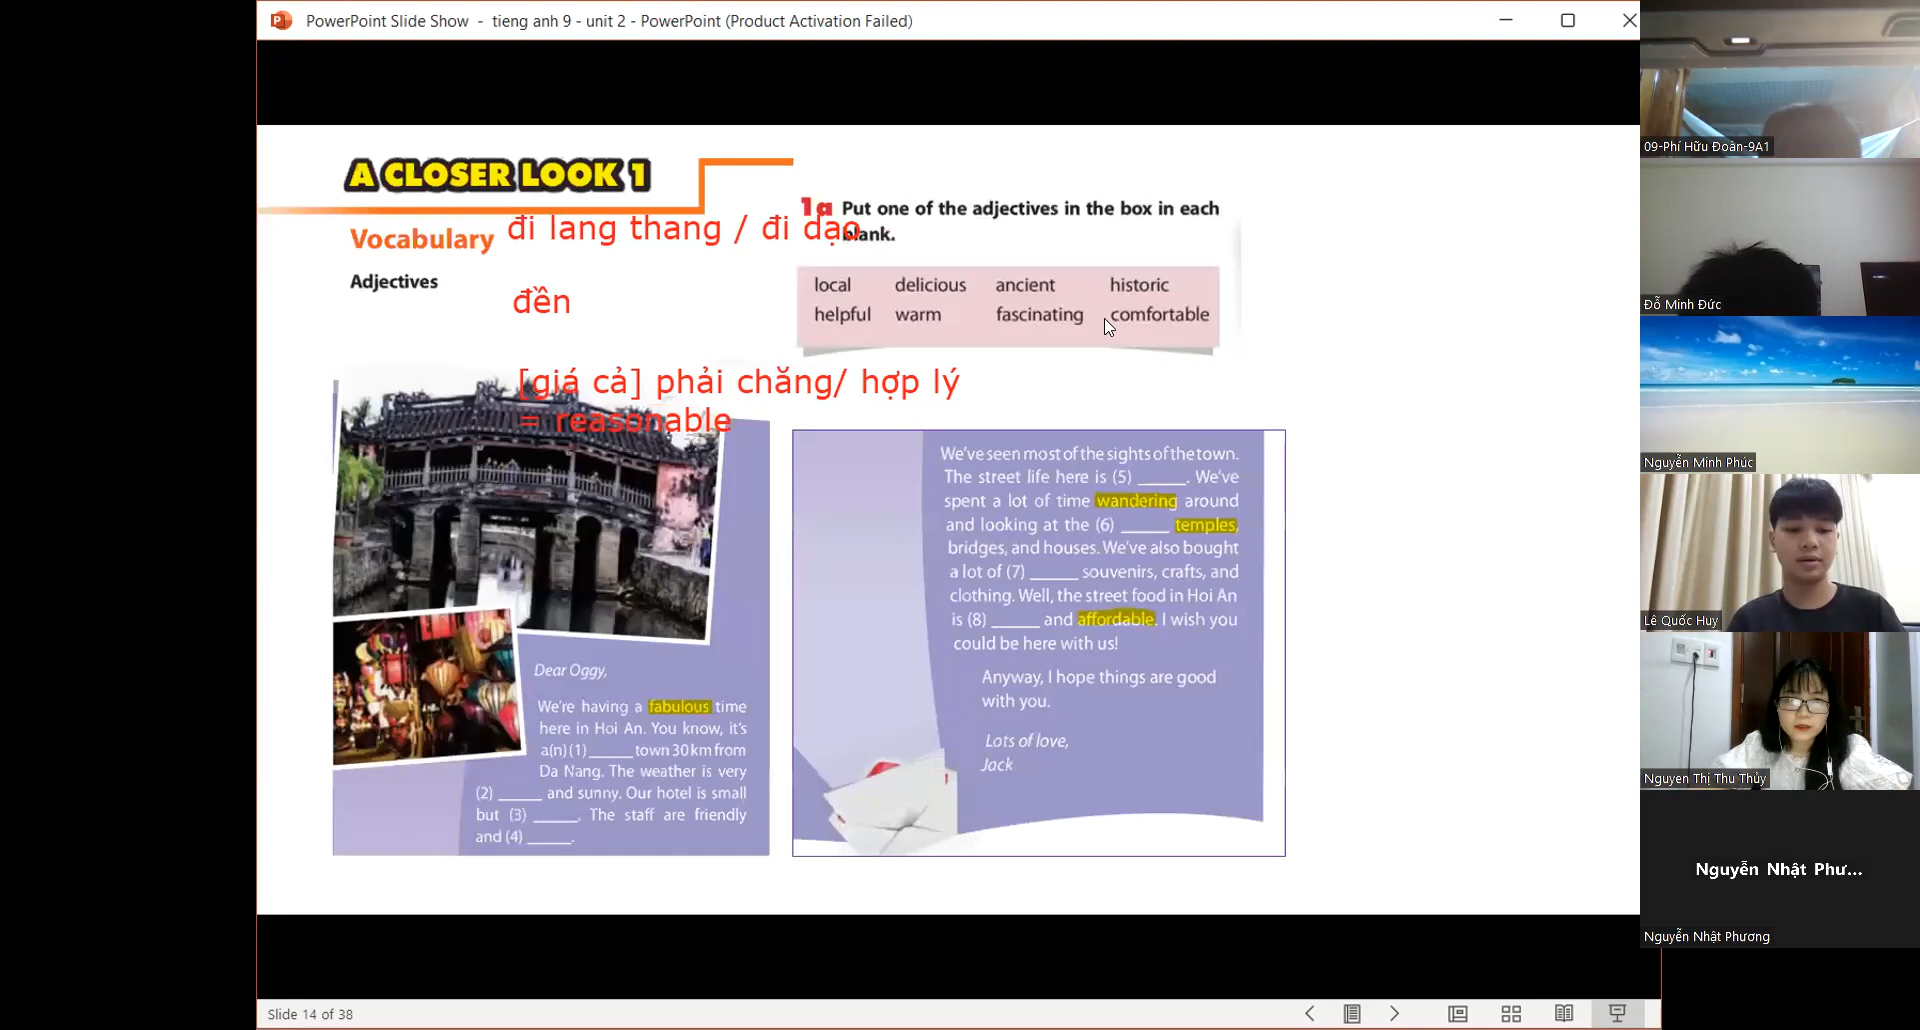 PowerPoint Slide Show - tieng anh 9 - unit 2 - PowerPoint (Product Activation Failed)
A CLOSER LOOK 1
Vocabulary
Adjectives
đi lang thang / đi dạo
đền
[giá cả] phải chăng/ hợp lý
= reasonable
1a Put one of the adjectives in the box in each
blank.
local delicious ancient historic
helpful warm fascinating comfortable
Dear Oggy,
We're having a fabulous time
here in Hoi An. You know, it's
a(n) (1) ______ town 30 km from
Da Nang. The weather is very
(2) ______ and sunny. Our hotel is small
but (3) ______. The staff are friendly
and (4) ______.
We've seen most of the sights of the town.
The street life here is (5) ______. We've
spent a lot of time wandering around
and looking at the (6) ______ temples,
bridges, and houses. We've also bought
a lot of (7) ______ souvenirs, crafts, and
clothing. Well, the street food in Hoi An
is (8) ______ and affordable. I wish you
could be here with us!
Anyway, I hope things are good
with you.
Lots of love,
Jack
09-Phí Hữu Đoàn-9A1
Đỗ Minh Đức
Nguyễn Minh Phúc
Lê Quốc Huy
Nguyen Thị Thu Thủy
Nguyễn Nhật Phư...
Nguyễn Nhật Phương
Slide 14 of 38